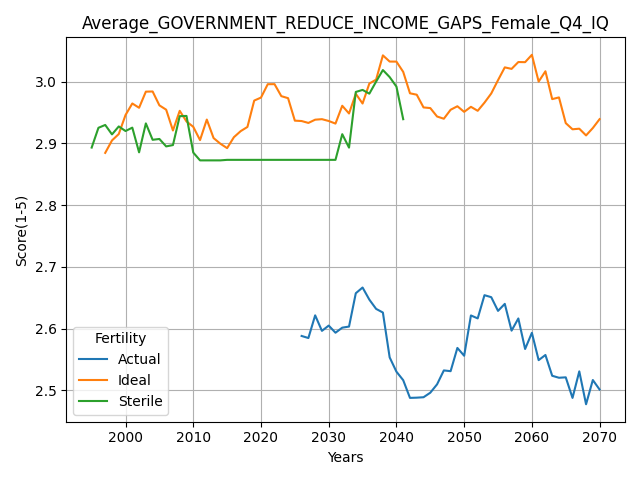 Average_GOVERNMENT_REDUCE_INCOME_GAPS_Female_Q4_IQ
Score(1-5)
3.0
2.9
2.8
2.7
2.6
2.5
Fertility
Actual
Ideal
Sterile
2000 2010 2020 2030 2040 2050 2060 2070
Years